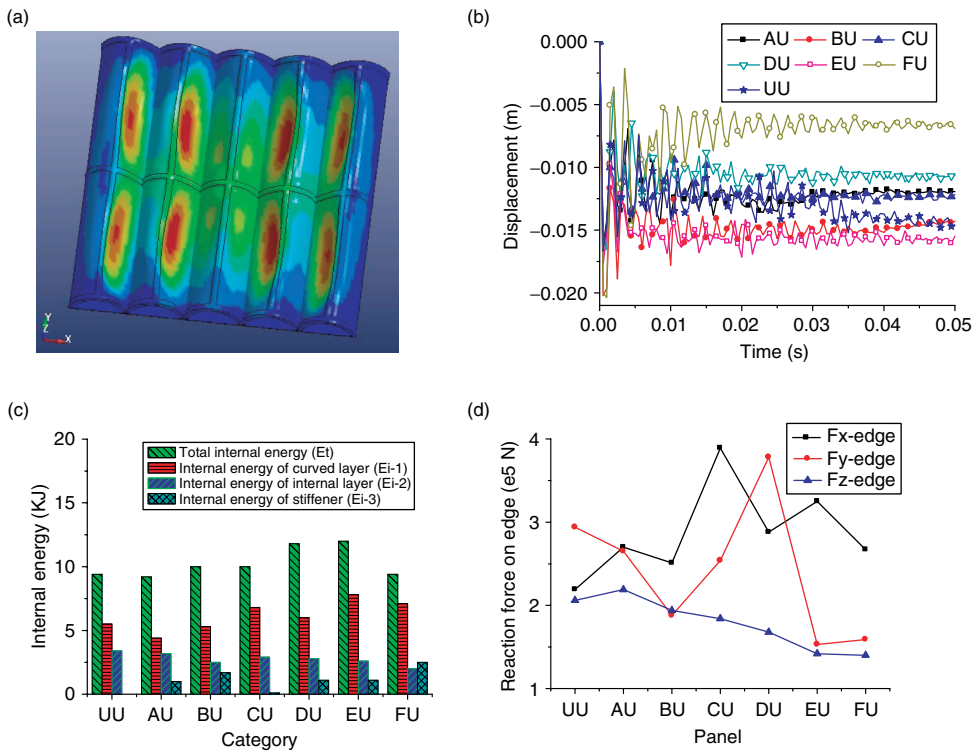 (a)
Y
Z
X
(b)
0.000
−0.005
−0.010
−0.015
−0.020
Displacement (m)
AU
BU
CU
DU
EU
FU
UU
0.00
0.01
0.02
0.03
0.04
0.05
Time (s)
(c)
20
15
10
5
0
Internal energy (KJ)
Total internal energy (Et)
Internal energy of curved layer (Ei-1)
Internal energy of internal layer (Ei-2)
Internal energy of stiffener (Ei-3)
UU
AU
BU
CU
DU
EU
FU
Category
(d)
4
3
2
1
Reaction force on edge (e5 N)
Fx-edge
Fy-edge
Fz-edge
UU
AU
BU
CU
DU
EU
FU
Panel